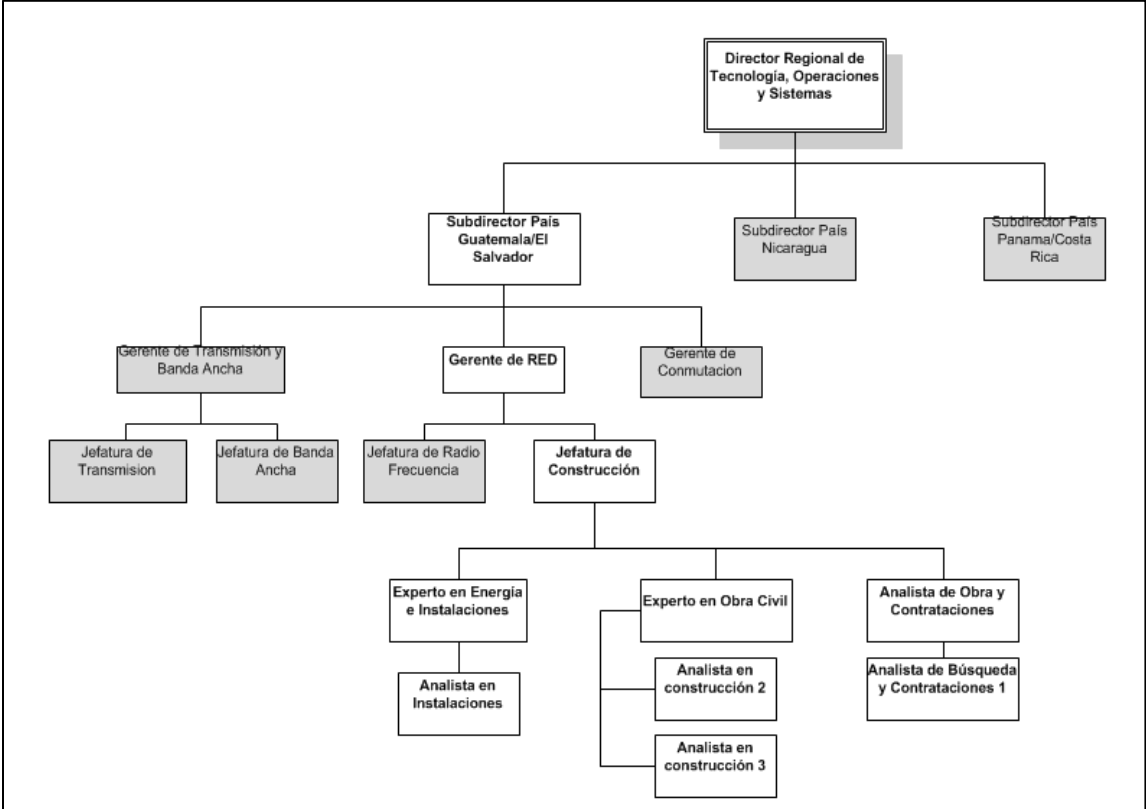 Director Regional de
Tecnología, Operaciones
y Sistemas
Subdirector País
Guatemala/El
Salvador
Subdirector País
Nicaragua
Subdirector País
Panama/Costa
Rica
Gerente de Transmisión y
Banda Ancha
Gerente de RED
Gerente de
Conmutacion
Jefatura de
Transmision
Jefatura de Banda
Ancha
Jefatura de Radio
Frecuencia
Jefatura de
Construcción
Experto en Energía
e Instalaciones
Experto en Obra Civil
Analista de Obra y
Contrataciones
Analista en
Instalaciones
Analista en
construcción 2
Analista de Búsqueda
y Contrataciones 1
Analista en
construcción 3